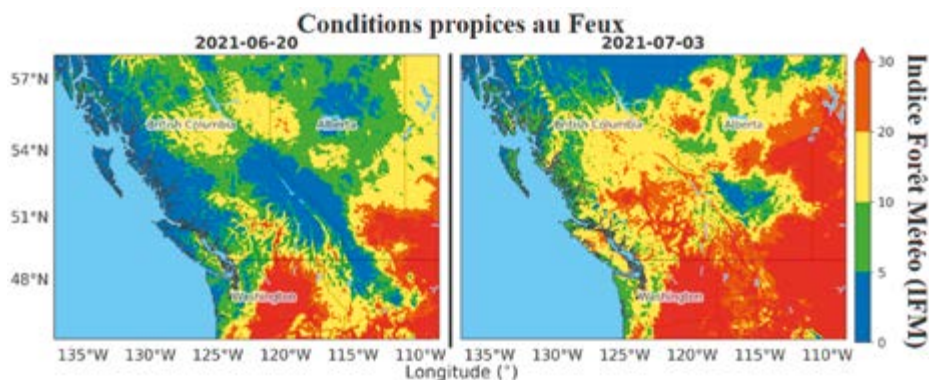 Conditions propices au Feux
2021-06-20
2021-07-03
57°N
54°N
51°N
48°N
British Columbia
Alberta
Washington
British Columbia
Alberta
Washington
135°W 130°W 125°W 120°W 115°W 110°W
135°W 130°W 125°W 120°W 115°W 110°W
Longitude (°)
30
20
10
5
0
Indice Forêt Météo (IFM)